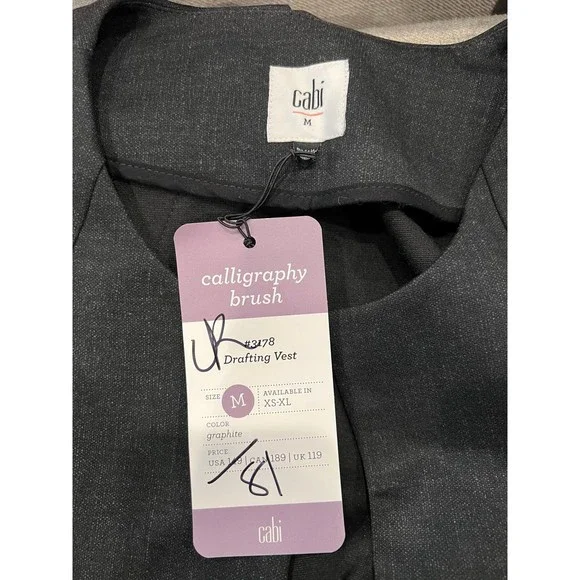 cabi
M
calligraphy
brush
#3178
Drafting Vest
SIZE
M
AVAILABLE IN
XS-XL
COLOR
graphite
PRICE
USA 149 | CAN 189 | UK 119
81
cabi